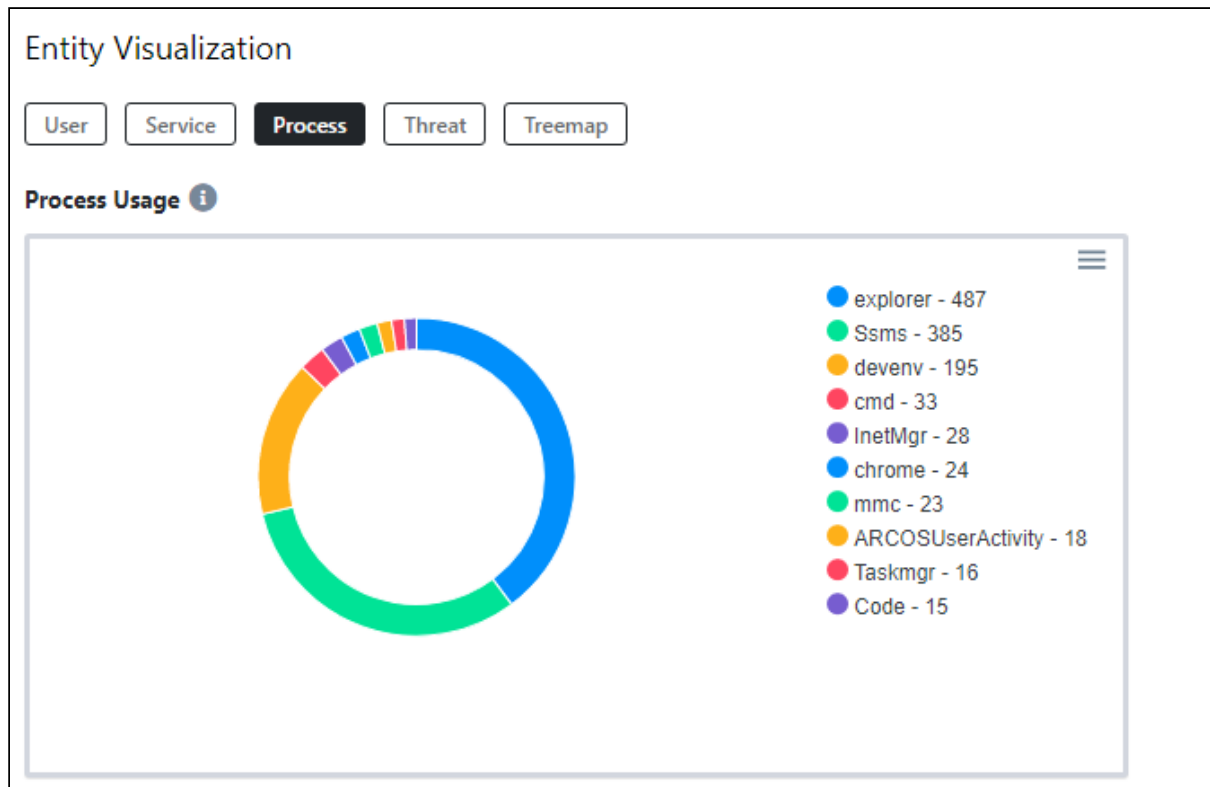 Entity Visualization
User Service Process Threat Treemap
Process Usage
explorer - 487
Ssms - 385
devenv - 195
cmd - 33
InetMgr - 28
chrome - 24
mmc - 23
ARCOSUserActivity - 18
Taskmgr - 16
Code - 15